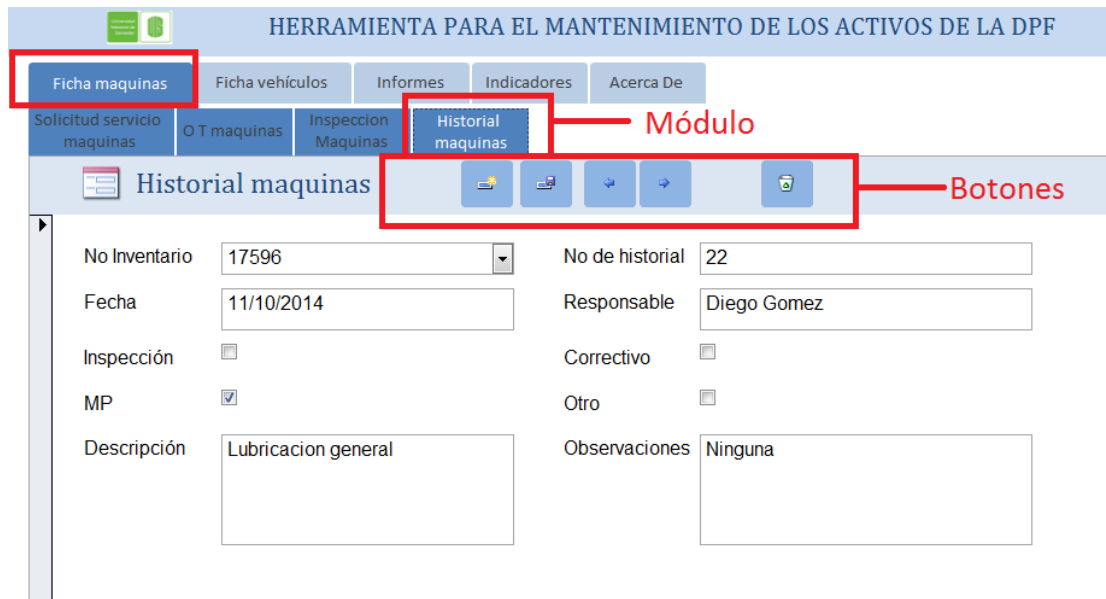 HERRAMIENTA PARA EL MANTENIMIENTO DE LOS ACTIVOS DE LA DPF
Ficha maquinas Ficha vehículos Informes Indicadores Acerca De
Solicitud servicio maquinas O T maquinas Inspeccion Maquinas Historial maquinas Módulo
Historial maquinas Botones
No Inventario 17596 No de historial 22
Fecha 11/10/2014 Responsable Diego Gomez
Inspección Correctivo
MP Otro
Descripción Lubricacion general Observaciones Ninguna